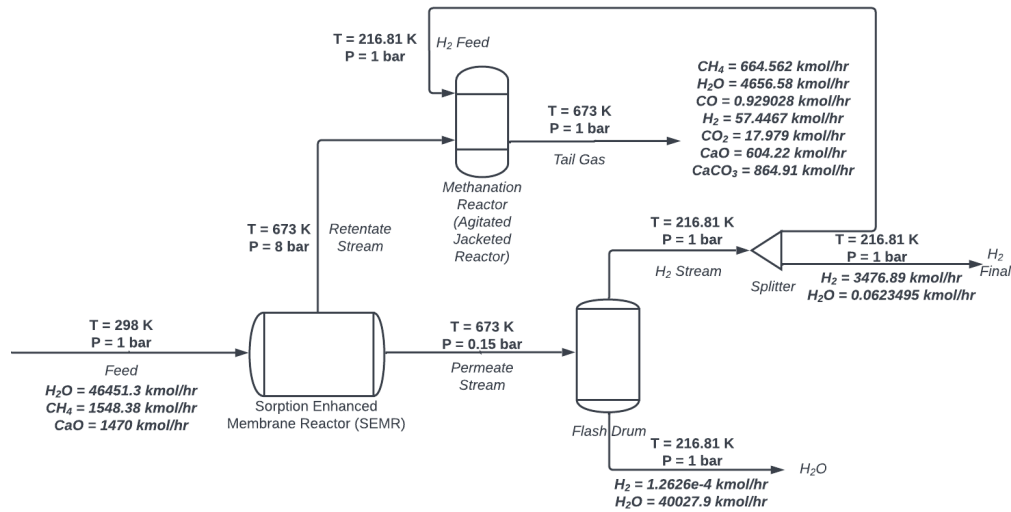 T = 216.81 K
P = 1 bar
H₂ Feed
CH₄ = 664.562 kmol/hr
H₂O = 4656.58 kmol/hr
CO = 0.929028 kmol/hr
H₂ = 57.4467 kmol/hr
CO₂ = 17.979 kmol/hr
CaO = 604.22 kmol/hr
CaCO₃ = 864.91 kmol/hr
T = 673 K
P = 1 bar
Tail Gas
Methanation
Reactor
(Agitated
Jacketed
Reactor)
T = 673 K
P = 8 bar
Retentate
Stream
T = 216.81 K
P = 1 bar
H₂ Stream
Splitter
T = 216.81 K
P = 1 bar
H₂
Final
H₂ = 3476.89 kmol/hr
H₂O = 0.0623495 kmol/hr
T = 298 K
P = 1 bar
Feed
H₂O = 46451.3 kmol/hr
CH₄ = 1548.38 kmol/hr
CaO = 1470 kmol/hr
Sorption Enhanced
Membrane Reactor (SEMR)
T = 673 K
P = 0.15 bar
Permeate
Stream
Flash Drum
T = 216.81 K
P = 1 bar
H₂O
H₂ = 1.2626e-4 kmol/hr
H₂O = 40027.9 kmol/hr